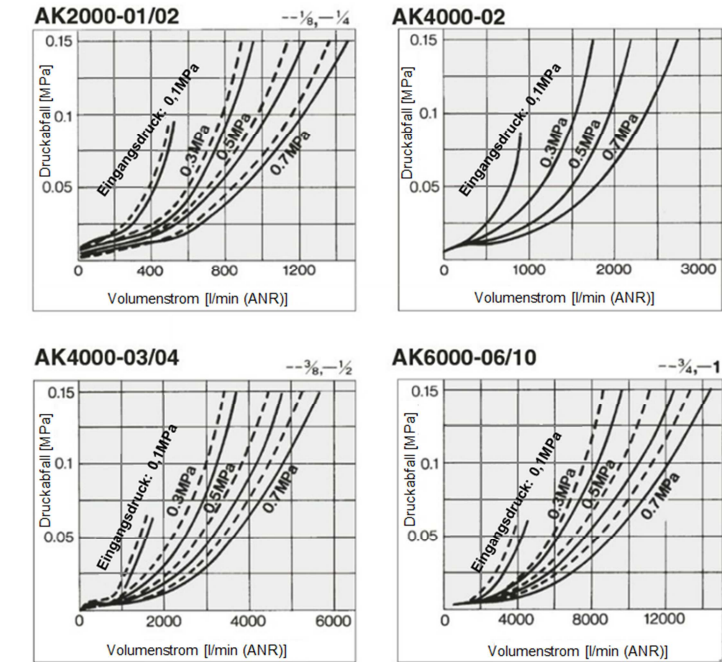 AK2000-01/02
--⅛,—¼
0.15
0.1
0.05
Druckabfall [MPa]
Eingangsdruck: 0,1MPa
0.3MPa
0.5MPa
0.7MPa
0
400
800
1200
Volumenstrom [l/min (ANR)]
AK4000-02
0.15
0.1
0.05
Druckabfall [MPa]
Eingangsdruck: 0,1MPa
0.3MPa
0.5MPa
0.7MPa
0
1000
2000
3000
Volumenstrom [l/min (ANR)]
AK4000-03/04
--⅜,—½
0.15
0.1
0.05
Druckabfall [MPa]
Eingangsdruck: 0,1MPa
0.3MPa
0.5MPa
0.7MPa
0
2000
4000
6000
Volumenstrom [l/min (ANR)]
AK6000-06/10
--¾,—1
0.15
0.1
0.05
Druckabfall [MPa]
Eingangsdruck: 0,1MPa
0.3MPa
0.5MPa
0.7MPa
0
4000
8000
12000
Volumenstrom [l/min (ANR)]